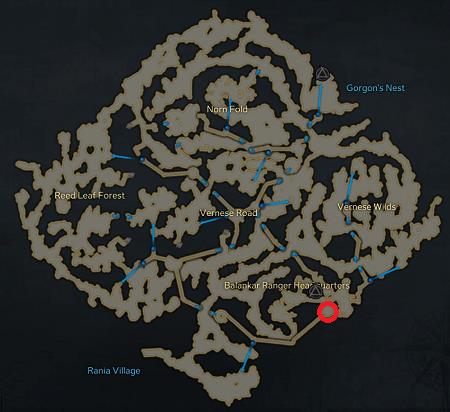 Gorgon's Nest
Norn Fold
Reed Leaf Forest
Vernese Road
Vernese Wilds
Balankar Ranger Headquarters
Rania Village